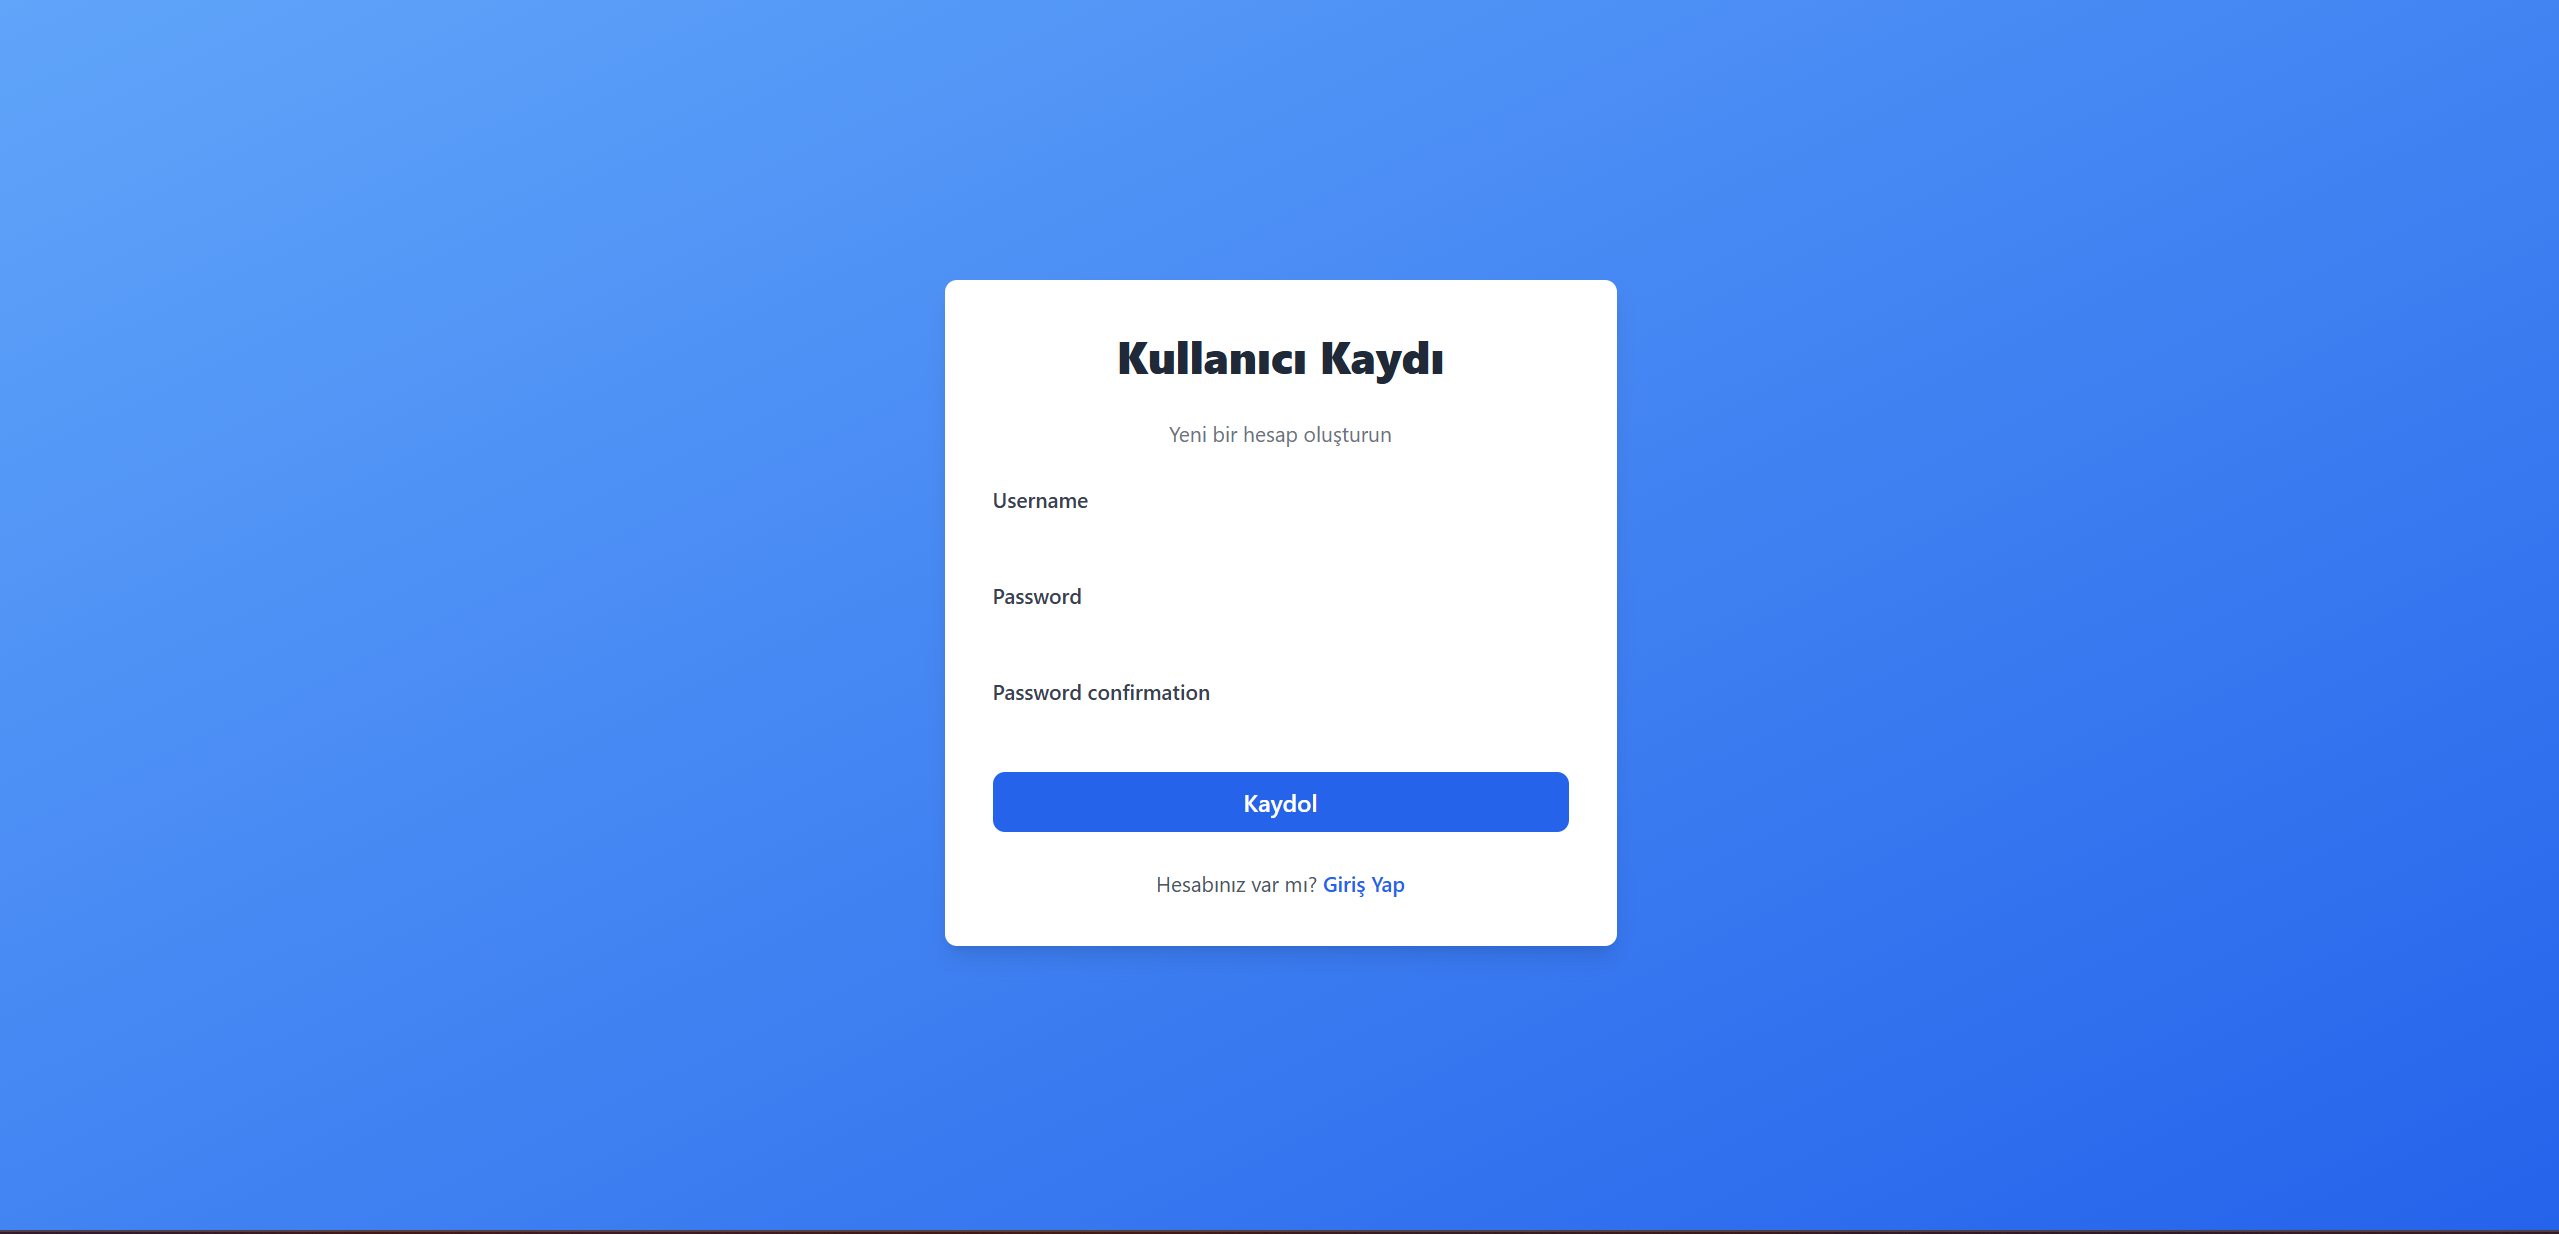 Kullanıcı Kaydı
Yeni bir hesap oluşturun
Username
Password
Password confirmation
Kaydol
Hesabınız var mı? Giriş Yap